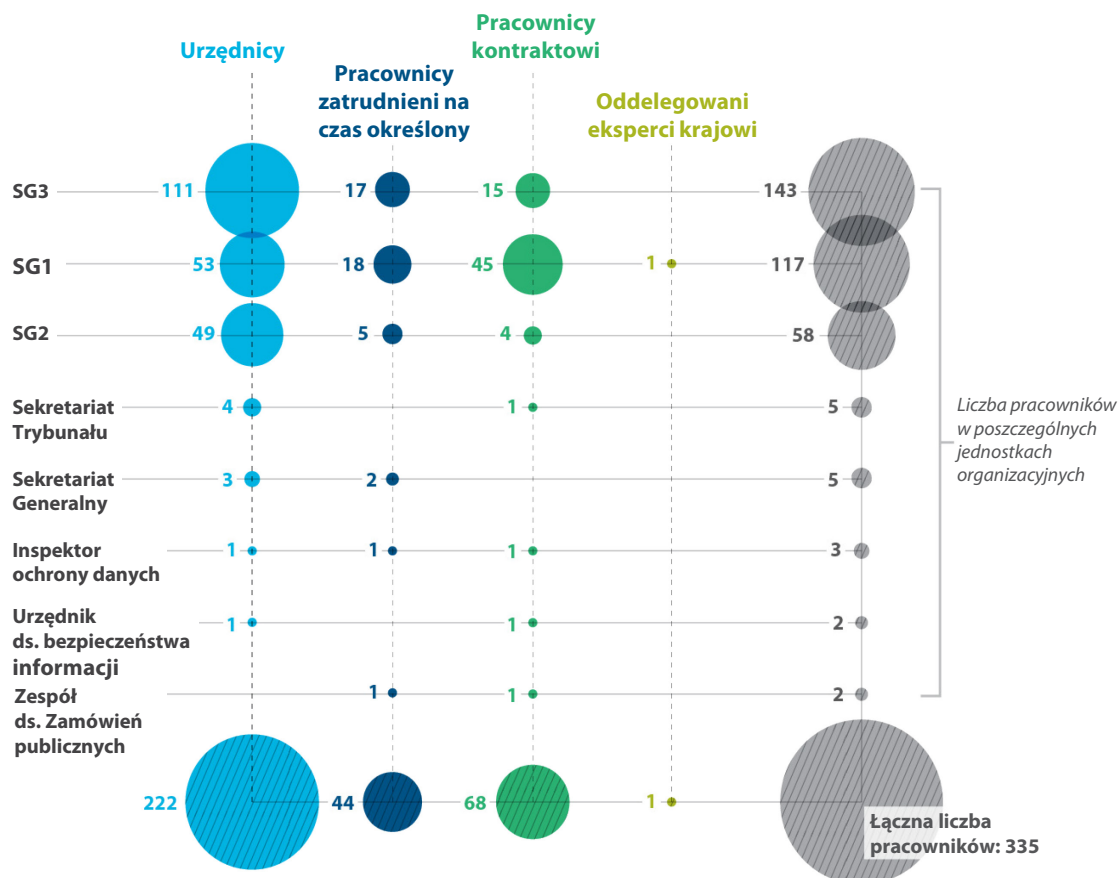 Urzędnicy
Pracownicy
zatrudnieni na
czas określony
Pracownicy
kontraktowi
Oddelegowani
eksperci krajowi
SG3 111 17 15 143
SG1 53 18 45 1 117
SG2 49 5 4 58
Sekretariat
Trybunału
4 1 5
Sekretariat
Generalny
3 2 5
Inspektor
ochrony danych
1 1 1 3
Urzędnik
ds. bezpieczeństwa
informacji
1 1 2
Zespół
ds. Zamówień
publicznych
1 1 2
Liczba pracowników
w poszczególnych
jednostkach
organizacyjnych
222 44 68 1
Łączna liczba
pracowników: 335